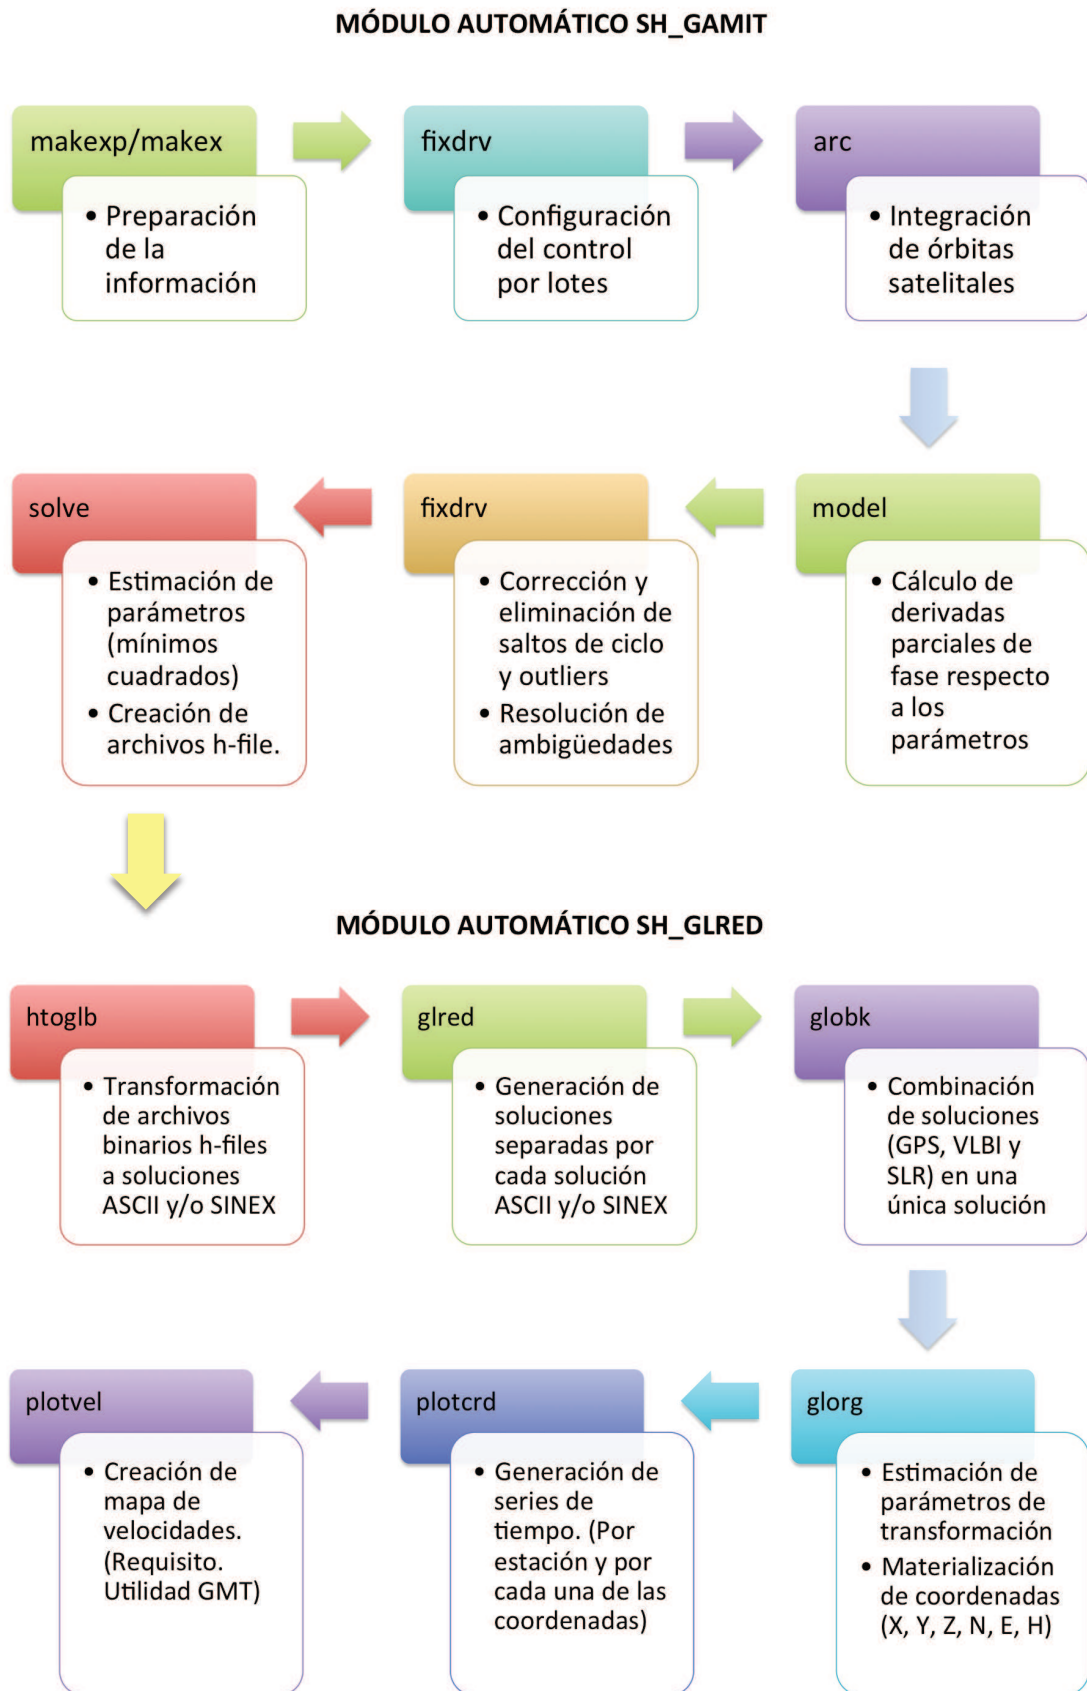 MÓDULO AUTOMÁTICO SH_GAMIT
makexp/makex
• Preparación
de la
información
fixdrv
• Configuración
del control
por lotes
arc
• Integración
de órbitas
satelitales
model
• Cálculo de
derivadas
parciales de
fase respecto
a los
parámetros
fixdrv
• Corrección y
eliminación de
saltos de ciclo
y outliers
• Resolución de
ambigüedades
solve
• Estimación de
parámetros
(mínimos
cuadrados)
• Creación de
archivos h-file.
MÓDULO AUTOMÁTICO SH_GLRED
htoglb
• Transformación
de archivos
binarios h-files
a soluciones
ASCII y/o SINEX
glred
• Generación de
soluciones
separadas por
cada solución
ASCII y/o SINEX
globk
• Combinación
de soluciones
(GPS, VLBI y
SLR) en una
única solución
glorg
• Estimación de
parámetros de
transformación
• Materialización
de coordenadas
(X, Y, Z, N, E, H)
plotcrd
• Generación de
series de
tiempo. (Por
estación y por
cada una de las
coordenadas)
plotvel
• Creación de
mapa de
velocidades.
(Requisito.
Utilidad GMT)